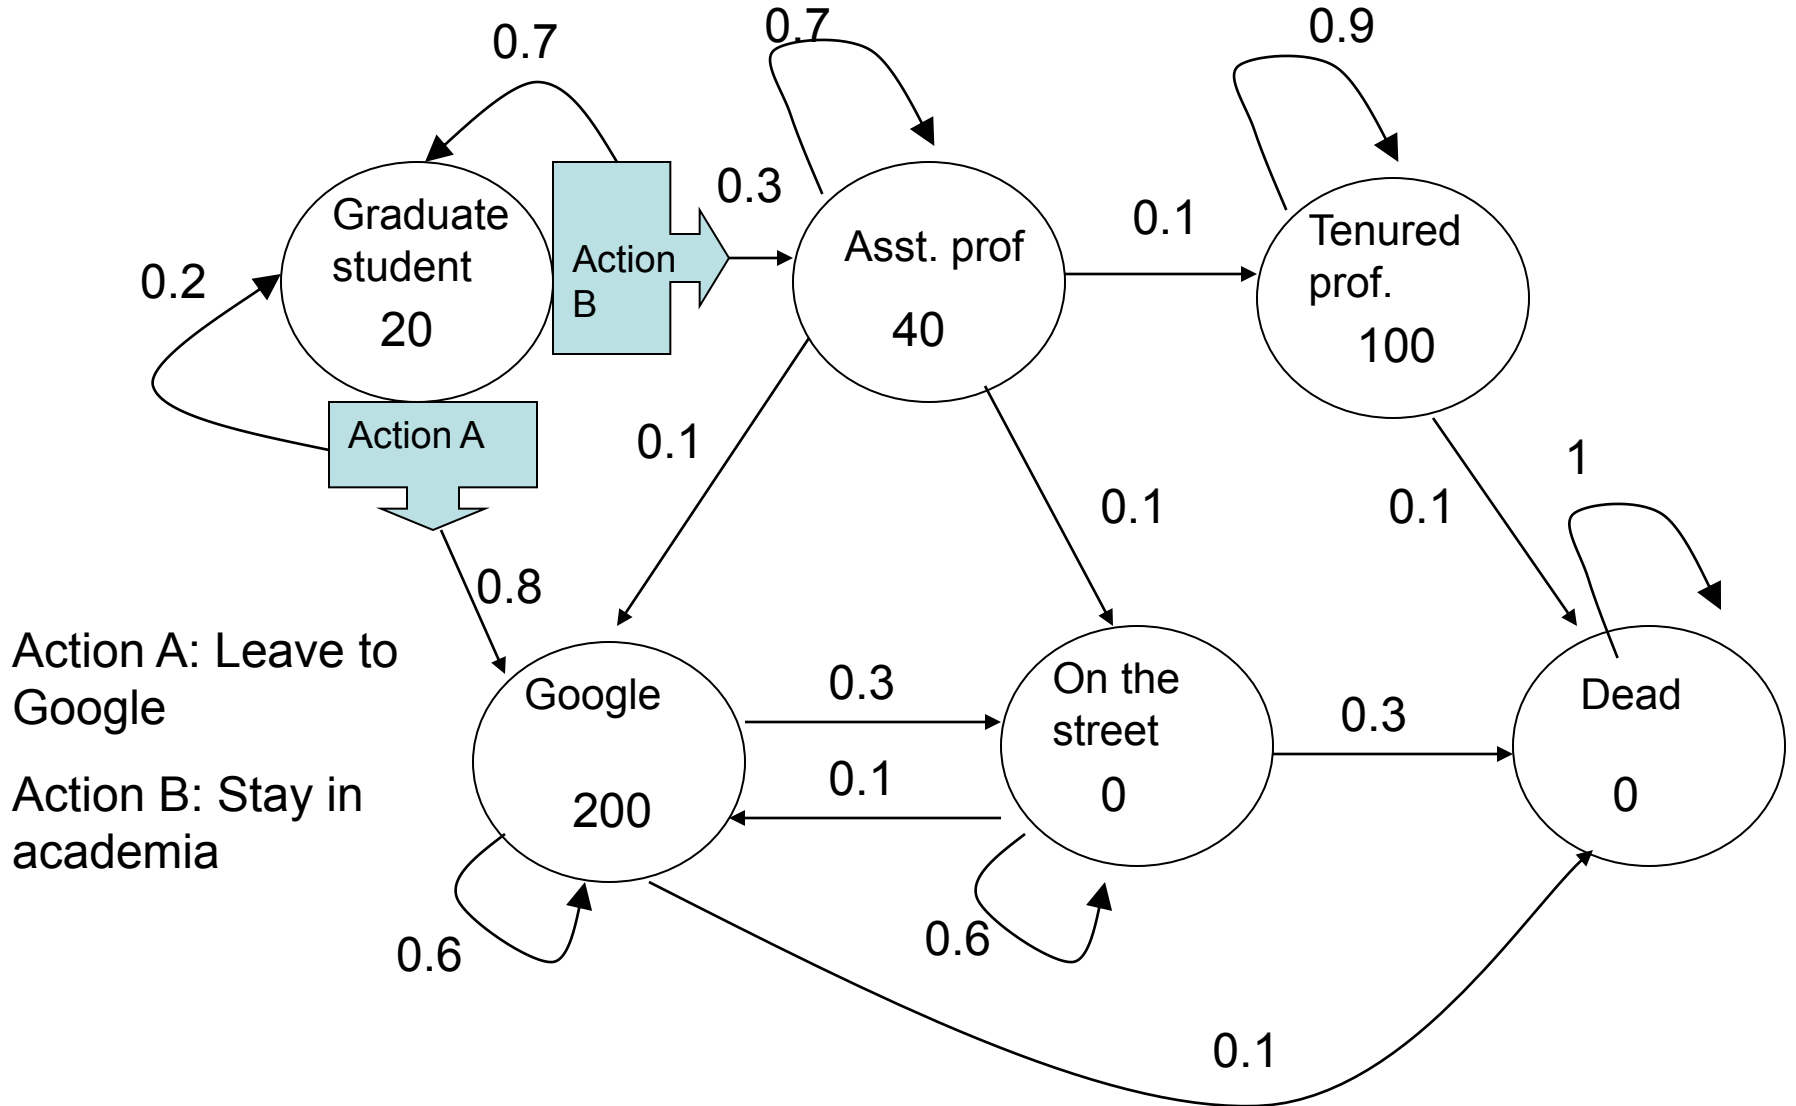 0.7
0.7
0.9
Graduate
student
20
Action
B
0.3
Asst. prof
40
0.1
Tenured
prof.
100
0.2
Action A
0.1
0.1
0.1
1
0.8
Action A: Leave to
Google
Action B: Stay in
academia
Google
200
0.3
0.1
On the
street
0
0.3
Dead
0
0.6
0.6
0.1